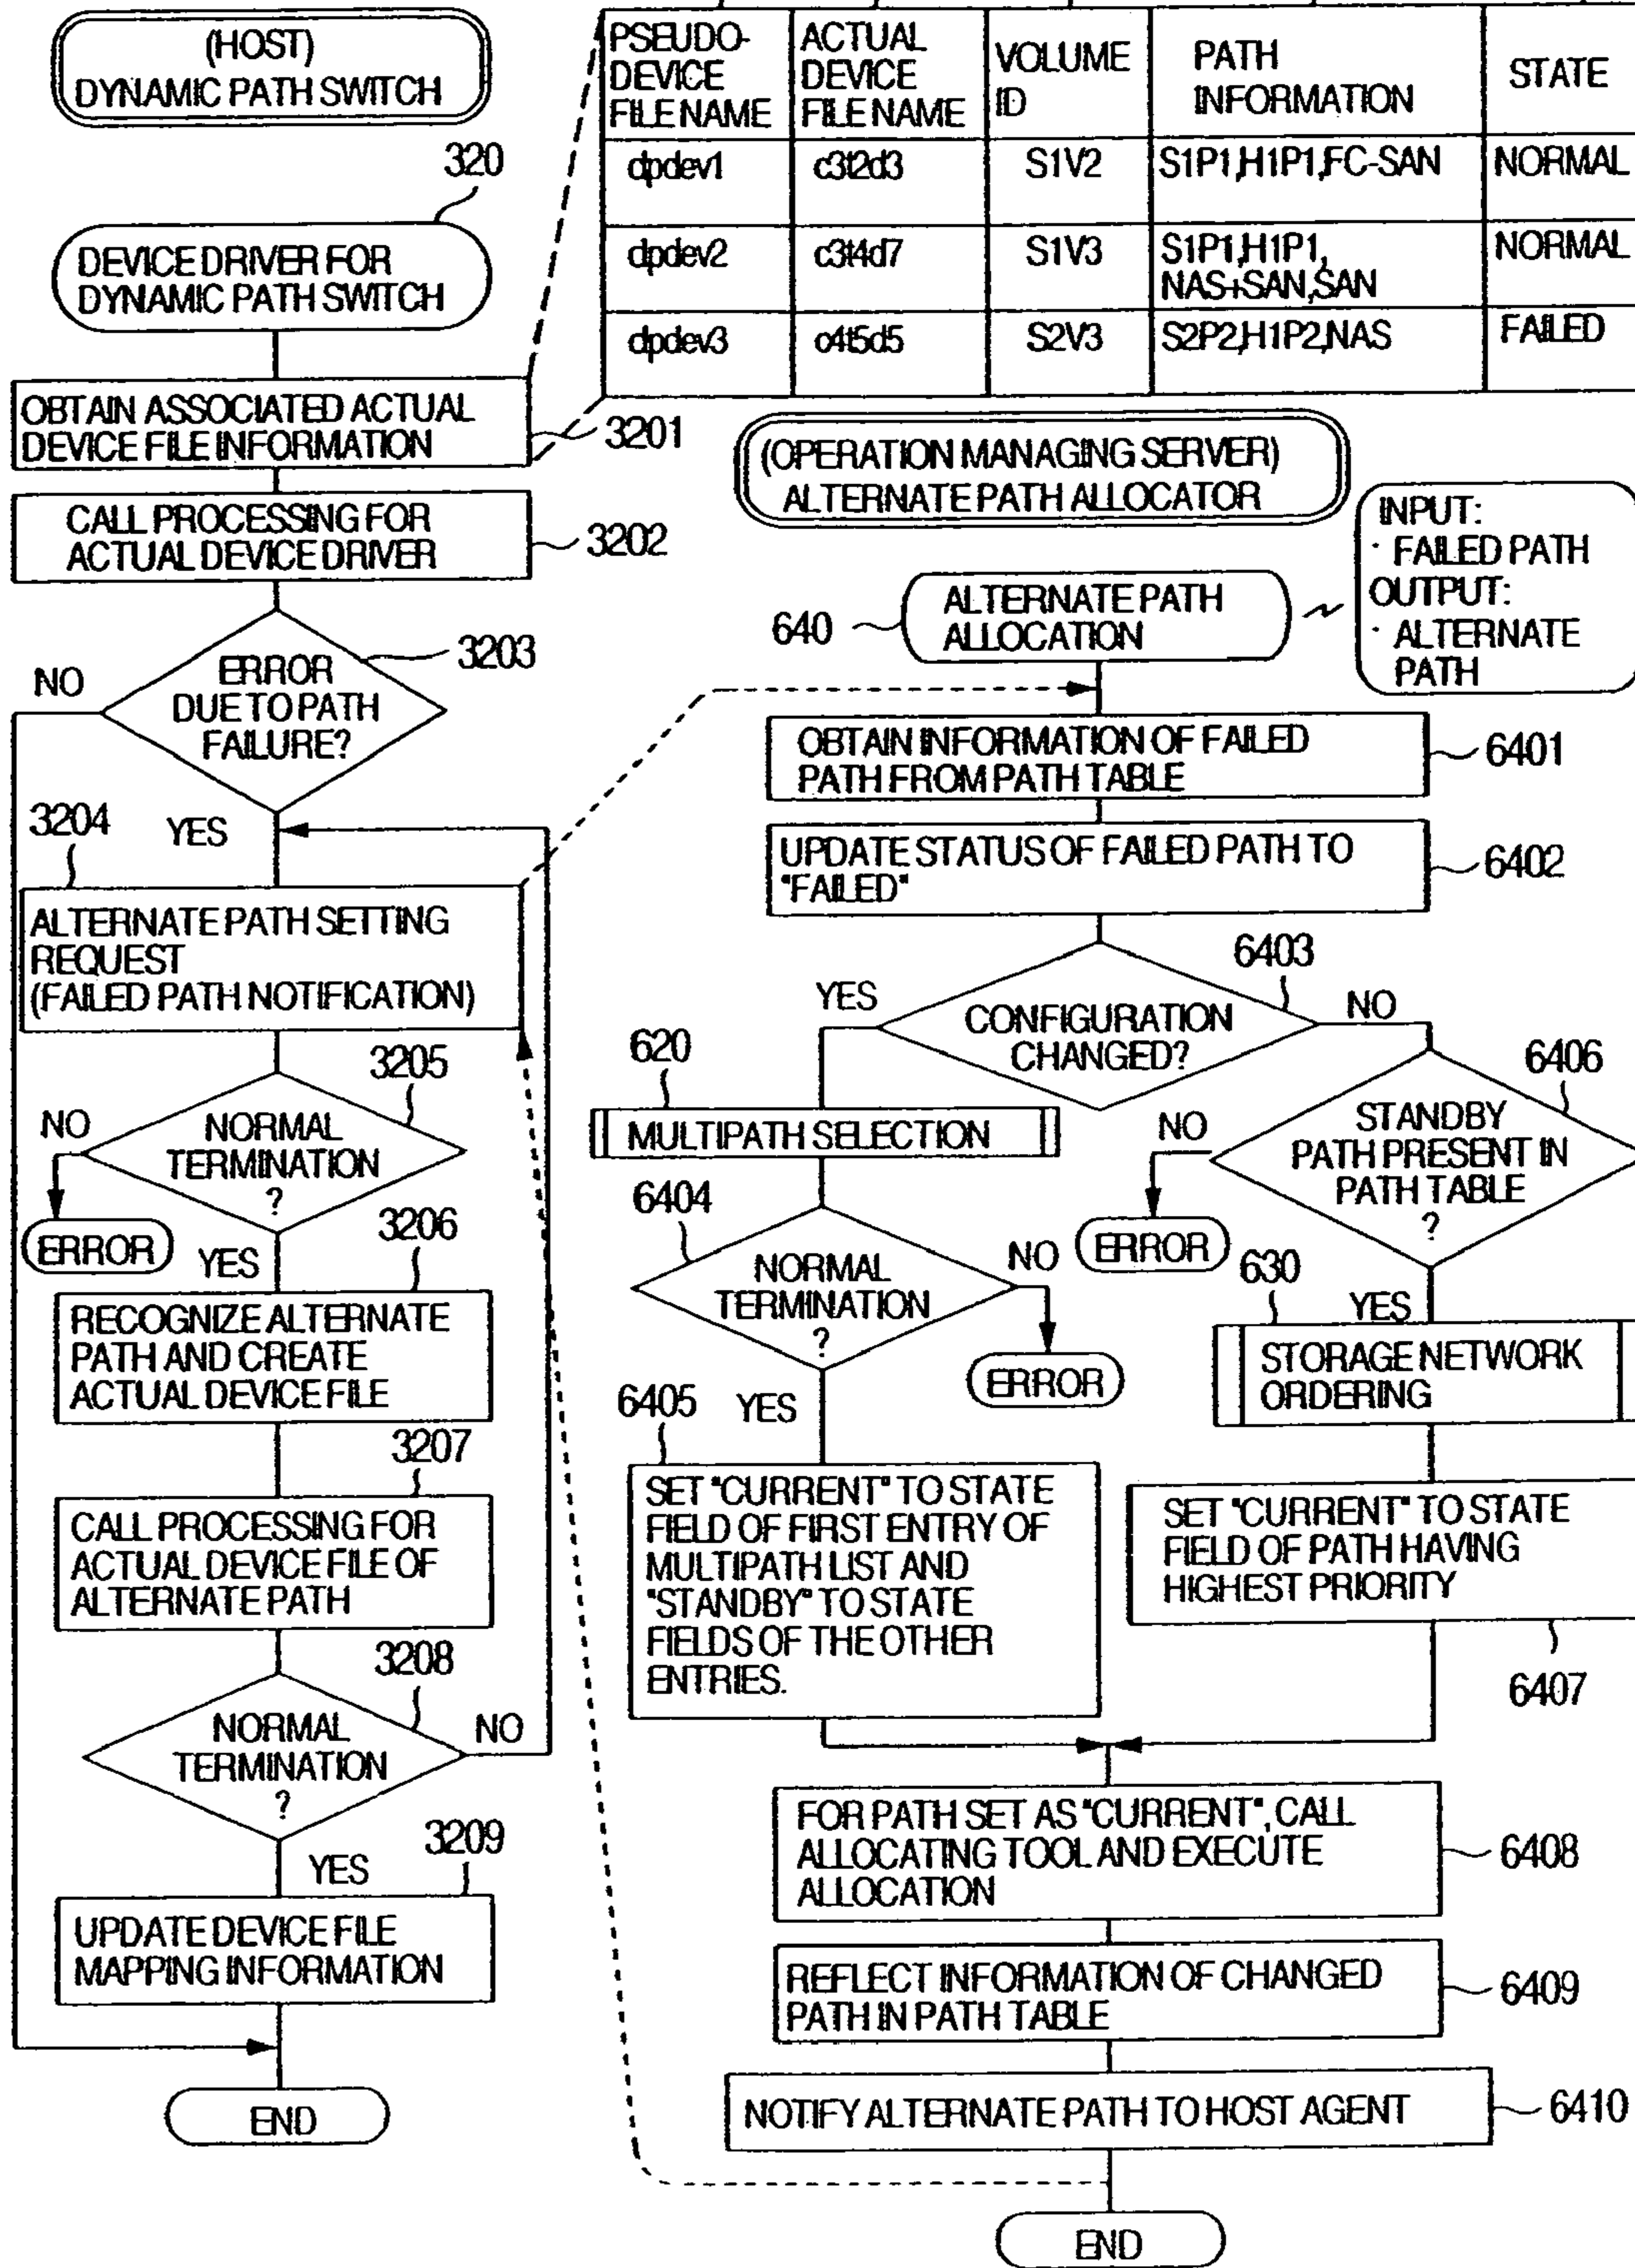 (HOST)
DYNAMIC PATH SWITCH
320
DEVICE DRIVER FOR
DYNAMIC PATH SWITCH
OBTAIN ASSOCIATED ACTUAL
DEVICE FILE INFORMATION
3201
CALL PROCESSING FOR
ACTUAL DEVICE DRIVER
3202
ERROR
DUE TO PATH
FAILURE?
3203
NO
YES
3204
ALTERNATE PATH SETTING
REQUEST
(FAILED PATH NOTIFICATION)
3205
NORMAL
TERMINATION
?
NO
ERROR
YES
3206
RECOGNIZE ALTERNATE
PATH AND CREATE
ACTUAL DEVICE FILE
3207
CALL PROCESSING FOR
ACTUAL DEVICE FILE OF
ALTERNATE PATH
3208
NORMAL
TERMINATION
?
NO
YES
3209
UPDATE DEVICE FILE
MAPPING INFORMATION
END
PSEUDO-
DEVICE
FILE NAME
ACTUAL
DEVICE
FILE NAME
VOLUME
ID
PATH
INFORMATION
STATE
dpdev1
c3t2d3
S1V2
S1P1,H1P1,FC-SAN
NORMAL
dpdev2
c3t4d7
S1V3
S1P1,H1P1,
NAS+SAN,SAN
NORMAL
dpdev3
c4t5d5
S2V3
S2P2,H1P2,NAS
FAILED
(OPERATION MANAGING SERVER)
ALTERNATE PATH ALLOCATOR
640
ALTERNATE PATH
ALLOCATION
INPUT:
· FAILED PATH
OUTPUT:
· ALTERNATE
PATH
OBTAIN INFORMATION OF FAILED
PATH FROM PATH TABLE
6401
UPDATE STATUS OF FAILED PATH TO
"FAILED"
6402
6403
CONFIGURATION
CHANGED?
YES
NO
620
MULTIPATH SELECTION
6404
NORMAL
TERMINATION
?
NO
ERROR
YES
6405
SET "CURRENT" TO STATE
FIELD OF FIRST ENTRY OF
MULTIPATH LIST AND
"STANDBY" TO STATE
FIELDS OF THE OTHER
ENTRIES.
6406
STANDBY
PATH PRESENT IN
PATH TABLE
?
NO
ERROR
YES
630
STORAGE NETWORK
ORDERING
SET "CURRENT" TO STATE
FIELD OF PATH HAVING
HIGHEST PRIORITY
6407
FOR PATH SET AS "CURRENT", CALL
ALLOCATING TOOL AND EXECUTE
ALLOCATION
6408
REFLECT INFORMATION OF CHANGED
PATH IN PATH TABLE
6409
NOTIFY ALTERNATE PATH TO HOST AGENT
6410
END